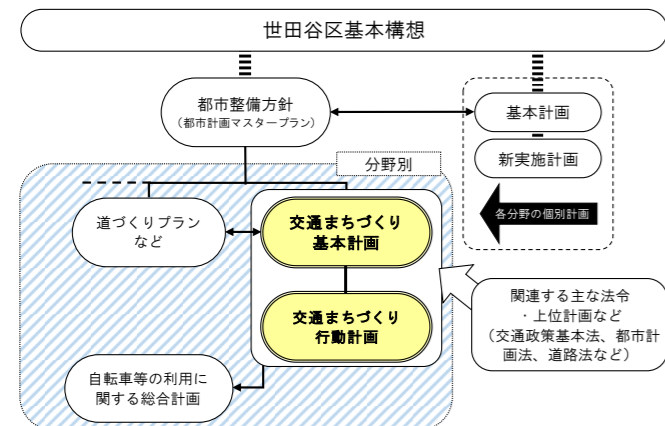 世田谷区基本構想
都市整備方針
（都市計画マスタープラン）
基本計画
新実施計画
分野別
各分野の個別計画
道づくりプラン
など
交通まちづくり
基本計画
交通まちづくり
行動計画
関連する主な法令
・上位計画など
（交通政策基本法、都市計
画法、道路法など）
自転車等の利用に
関する総合計画